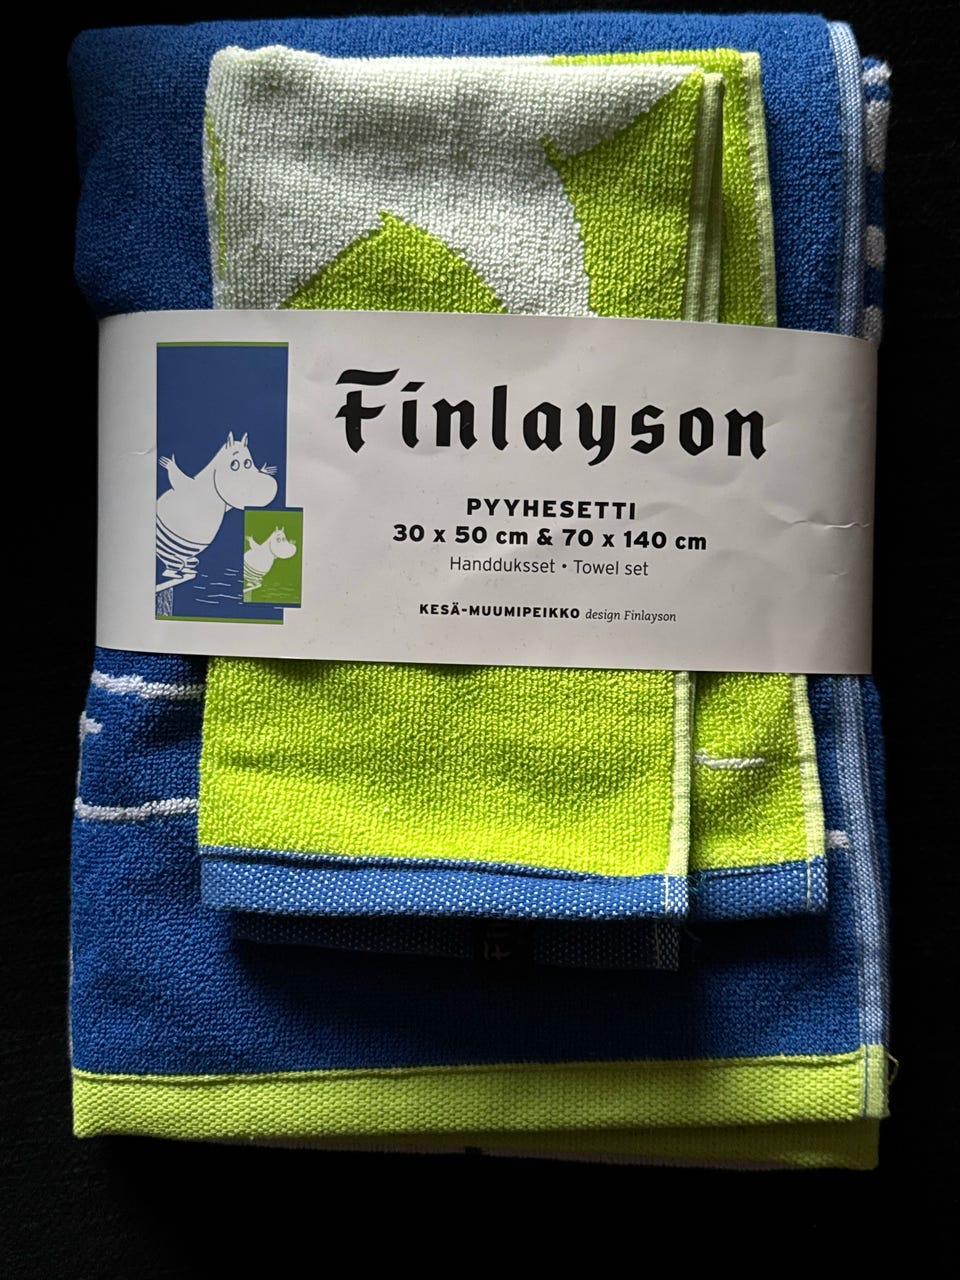 Finlayson
PYYHESETTI
30 x 50 cm & 70 x 140 cm
Handduksset • Towel set
KESÄ-MUUMIPEIKKO design Finlayson